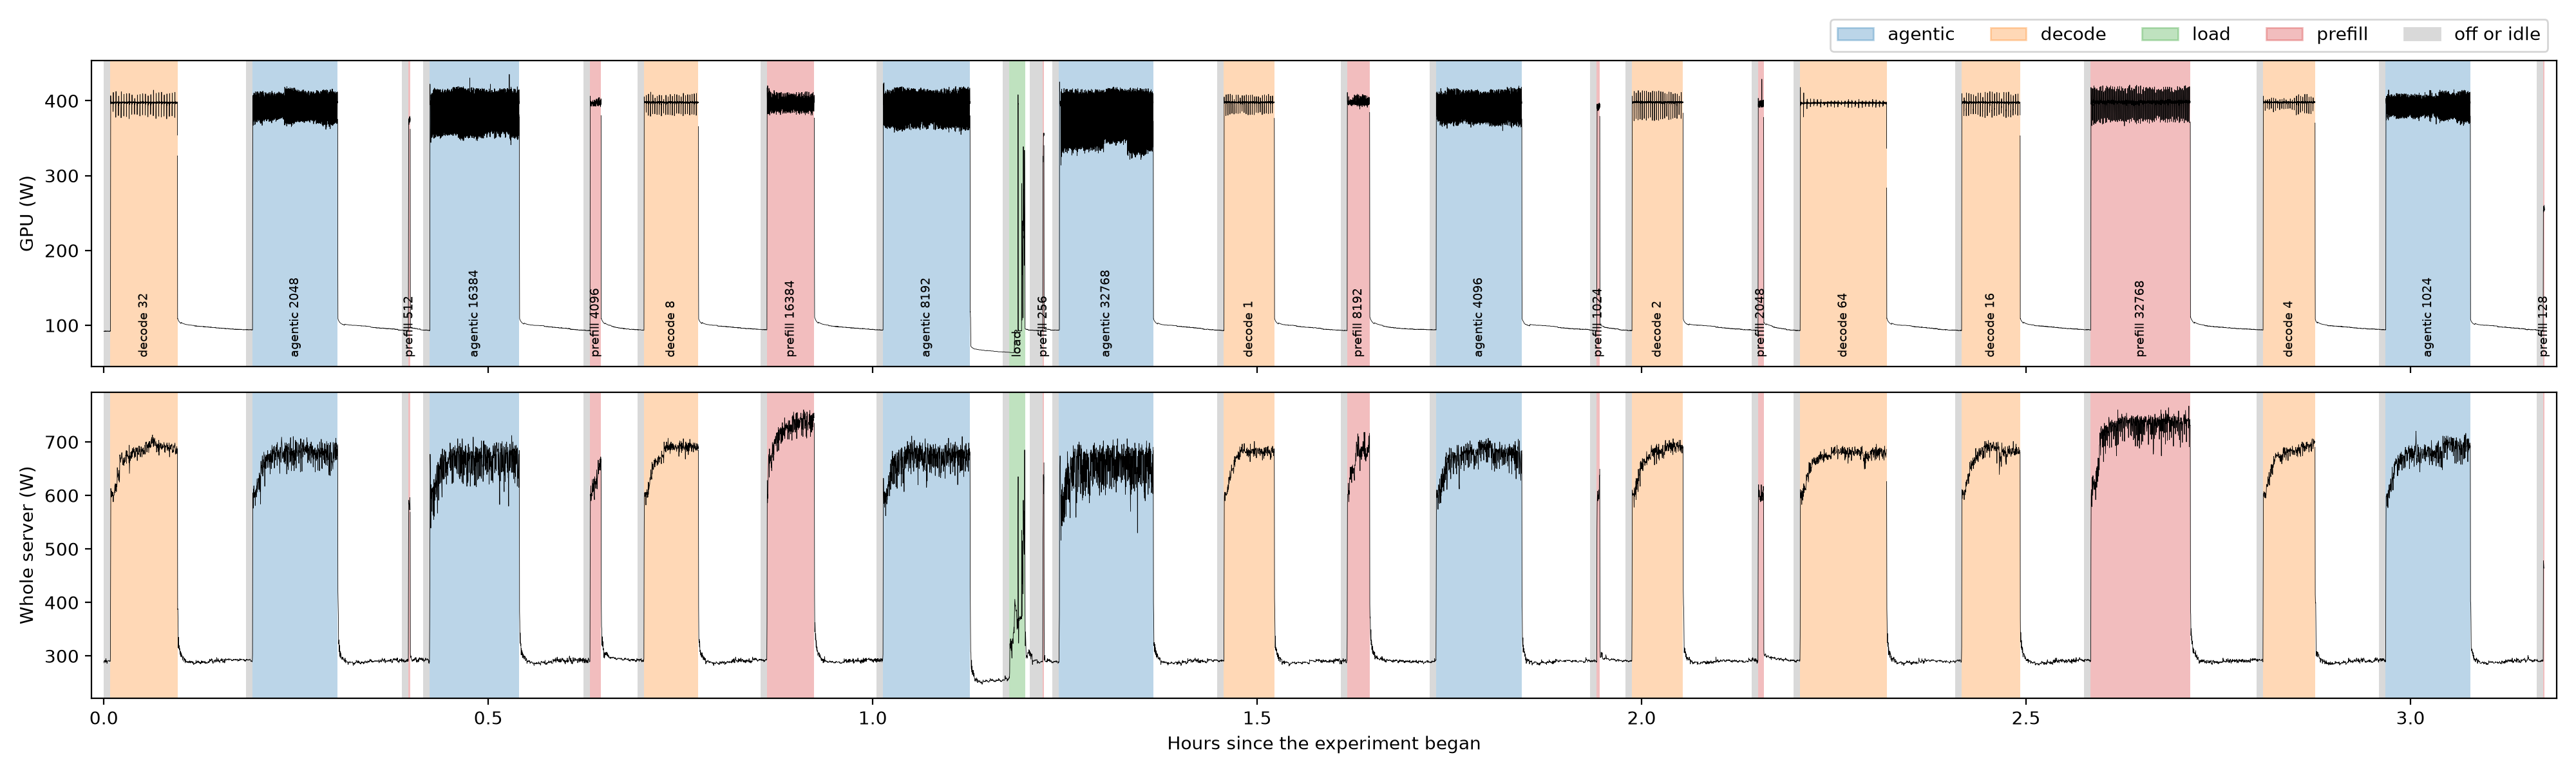 agentic decode load prefill off or idle
GPU (W)
400
300
200
100
decode 32
agentic 2048
prefill 512
agentic 16384
prefill 4096
decode 8
prefill 16384
agentic 8192
load
prefill 256
agentic 32768
decode 1
prefill 8192
agentic 4096
prefill 1024
decode 2
prefill 2048
decode 64
decode 16
prefill 32768
decode 4
agentic 1024
prefill 128
Whole server (W)
700
600
500
400
300
0.0 0.5 1.0 1.5 2.0 2.5 3.0
Hours since the experiment began